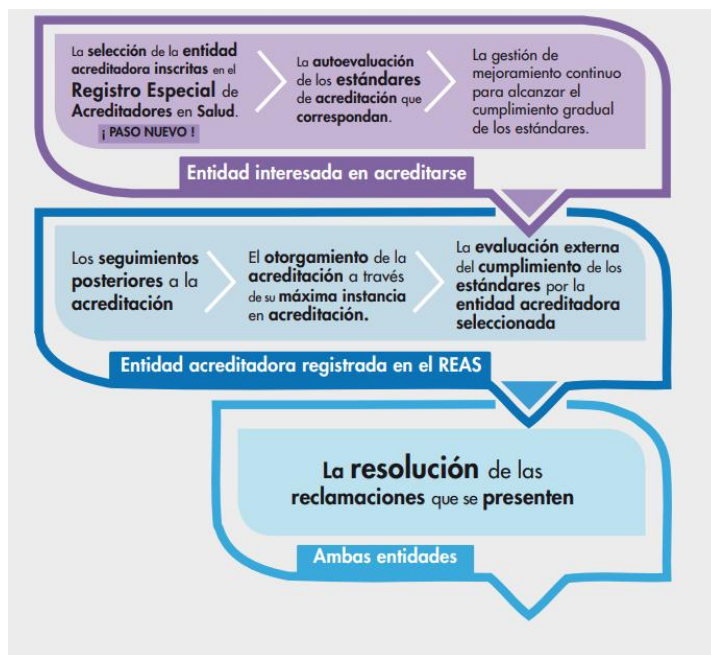 La selección de la entidad
acreditadora inscritas en el
Registro Especial de
Acreditadores en Salud.
¡ PASO NUEVO !
La autoevaluación
de los estándares
de acreditación que
correspondan.
La gestión de
mejoramiento continuo
para alcanzar el
cumplimiento gradual
de los estándares.
Entidad interesada en acreditarse
Los seguimientos
posteriores a la
acreditación
El otorgamiento de la
acreditación a través
de su máxima instancia
en acreditación.
La evaluación externa
del cumplimiento de los
estándares por la
entidad acreditadora
seleccionada
Entidad acreditadora registrada en el REAS
La resolución de las
reclamaciones que se presenten
Ambas entidades